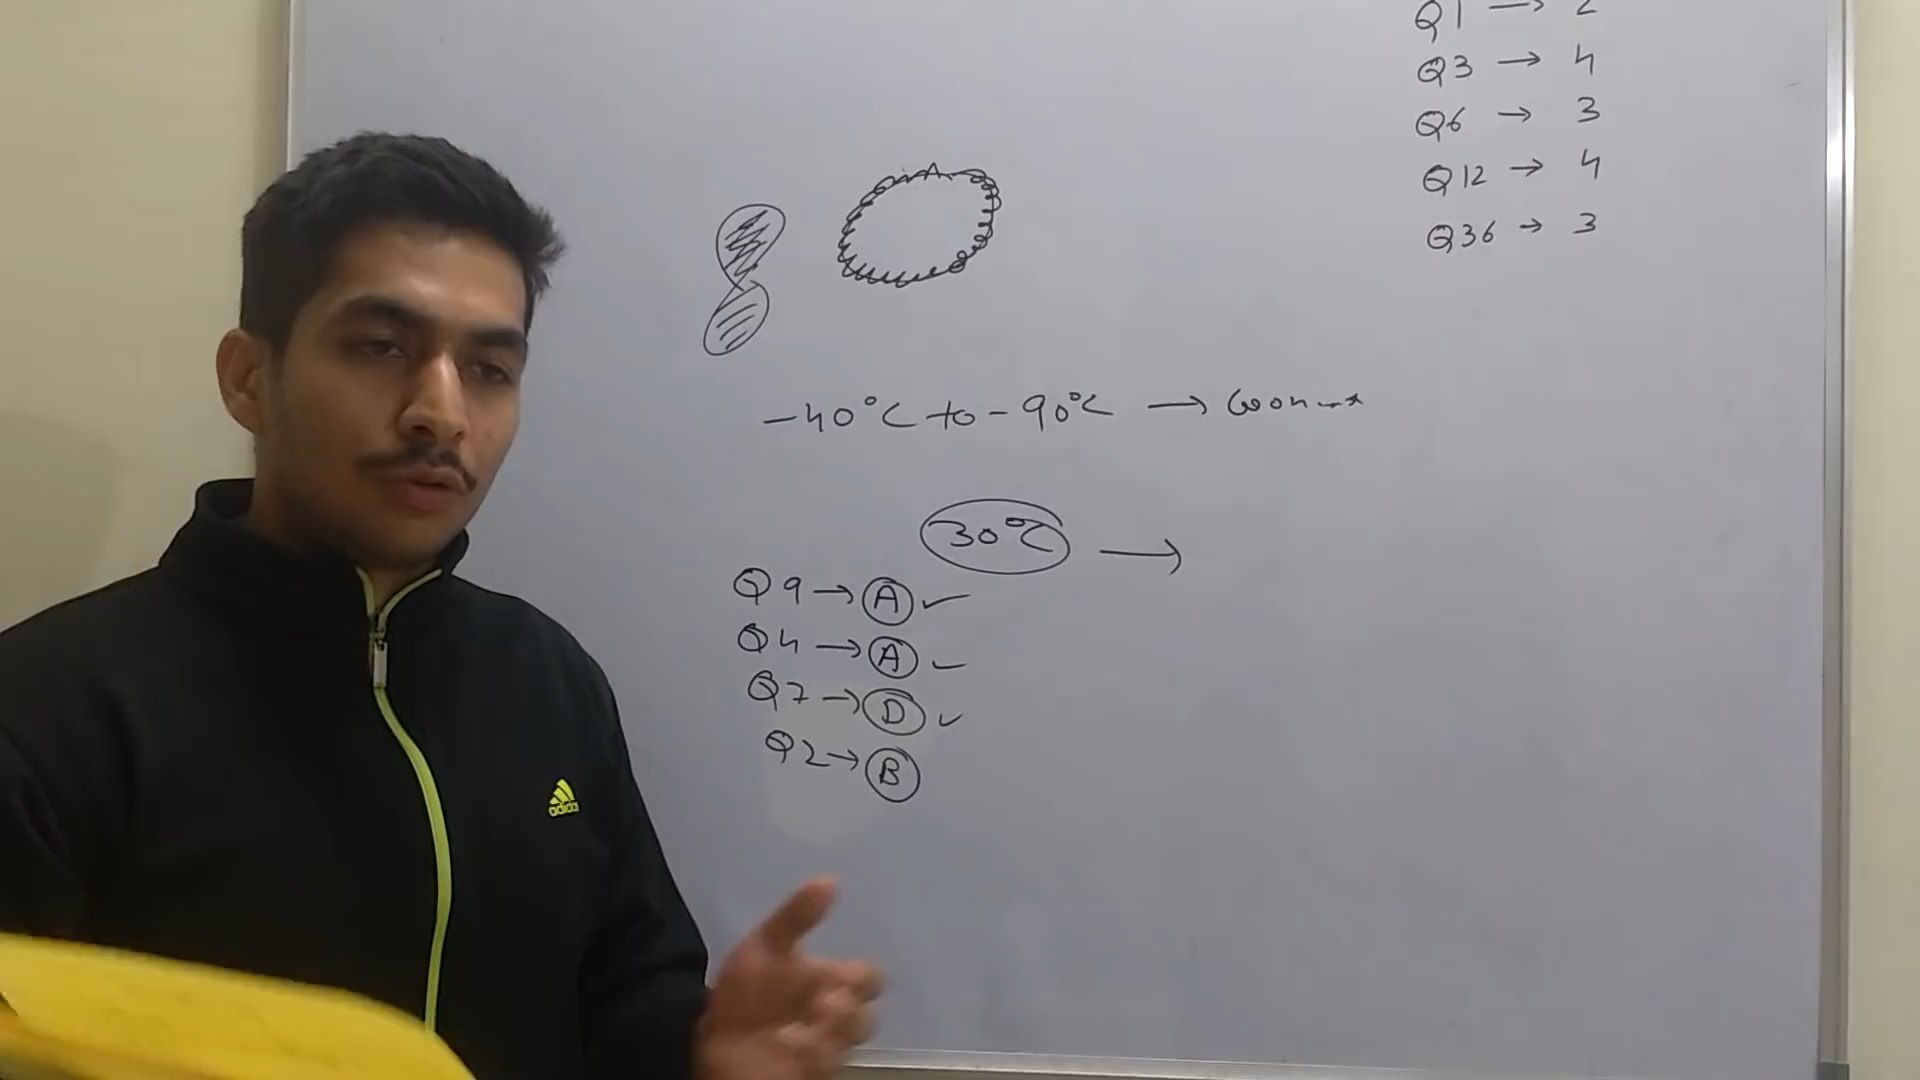 Q1 → 2
Q3 → 4
Q6 → 3
Q12 → 4
Q36 → 3
-40°C to -90°C →
30°C →
Q9 → A ✓
Q4 → A ✓
Q7 → D ✓
Q2 → B
adidas